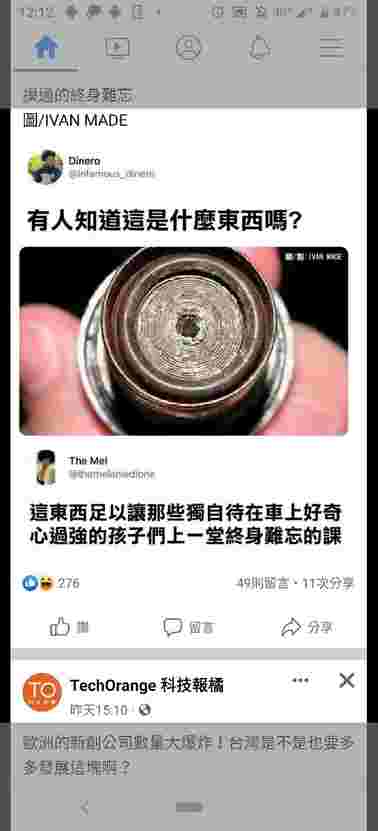 12:12
摸過的終身難忘
圖/IVAN MADE
Dinero
@infamous_dinero
有人知道這是什麼東西嗎?
翻/製: IVAN MADE
The Mel
@themelaniedione
這東西足以讓那些獨自待在車上好奇
心過強的孩子們上一堂終身難忘的課
276
49則留言・11次分享
讚
留言
分享
TO
TechOrange 科技報橘
昨天15:10
歐洲的新創公司數量大爆炸！台灣是不是也要多
多發展這塊啊？